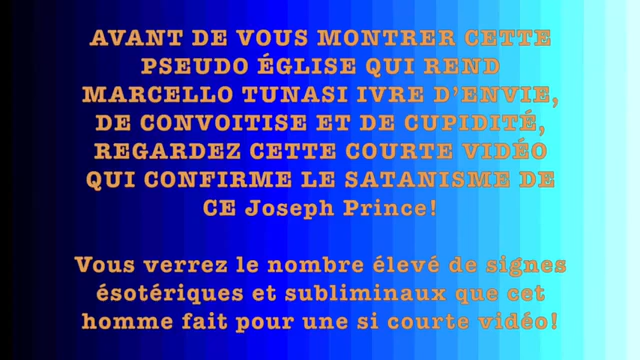 AVANT DE VOUS MONTRER CETTE
PSEUDO ÉGLISE QUI REND
MARCELLO TUNASI IVRE D’ENVIE,
DE CONVOITISE ET DE CUPIDITÉ,
REGARDEZ CETTE COURTE VIDÉO
QUI CONFIRME LE SATANISME DE
CE Joseph Prince!
Vous verrez le nombre élevé de signes
ésotériques et subliminaux que cet
homme fait pour une si courte vidéo!